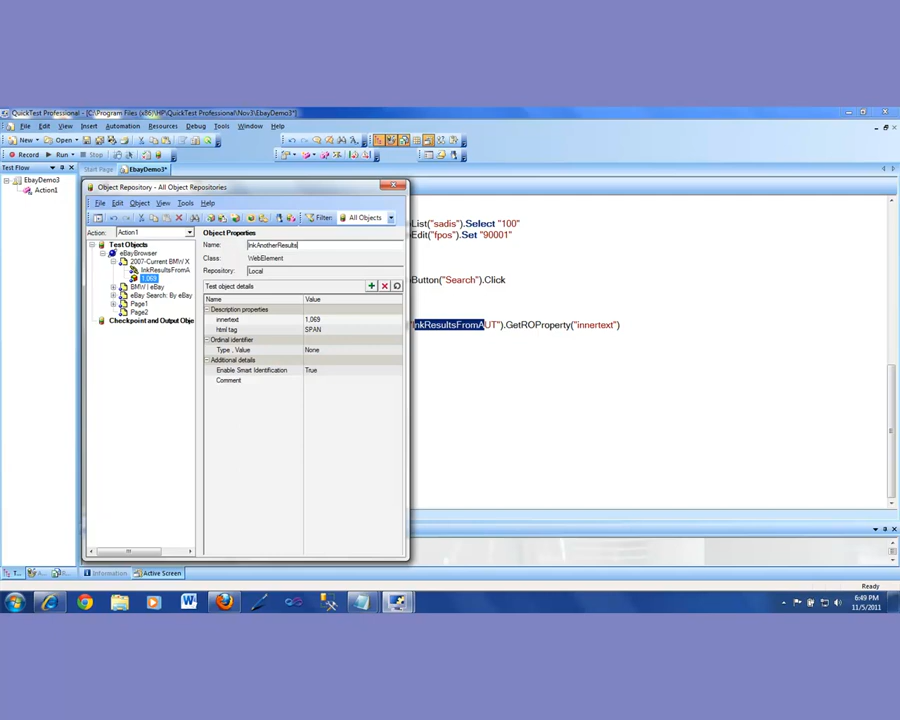 QuickTest Professional - [C:\Program Files (x86)\HP\QuickTest Professional\Nov3\EbayDemo3*]
File Edit View Insert Automation Resources Debug Tools Window Help
New Open
Record Run Stop
Test Flow
Start Page EbayDemo3*
EbayDemo3
Action1
Object Repository - All Object Repositories
File Edit Object View Tools Help
Filter: All Objects
Action: Action1
Test Objects
eBayBrowser
2007-Current BMW X
lnkResultsFromA
1,069
BMW | eBay
eBay Search: By eBa
Page1
Page2
Checkpoint and Output Obje
Object Properties
Name: lnkAnotherResults
Class: WebElement
Repository: Local
Test object details
Name Value
Description properties
innertext 1,069
html tag SPAN
Ordinal identifier
Type , Value None
Additional details
Enable Smart Identification True
Comment
List("sadis").Select "100"
Edit("fpos").Set "90001"
Button("Search").Click
nkResultsFromAUT").GetROProperty("innertext")
Information Active Screen
Ready
6:49 PM
11/5/2011